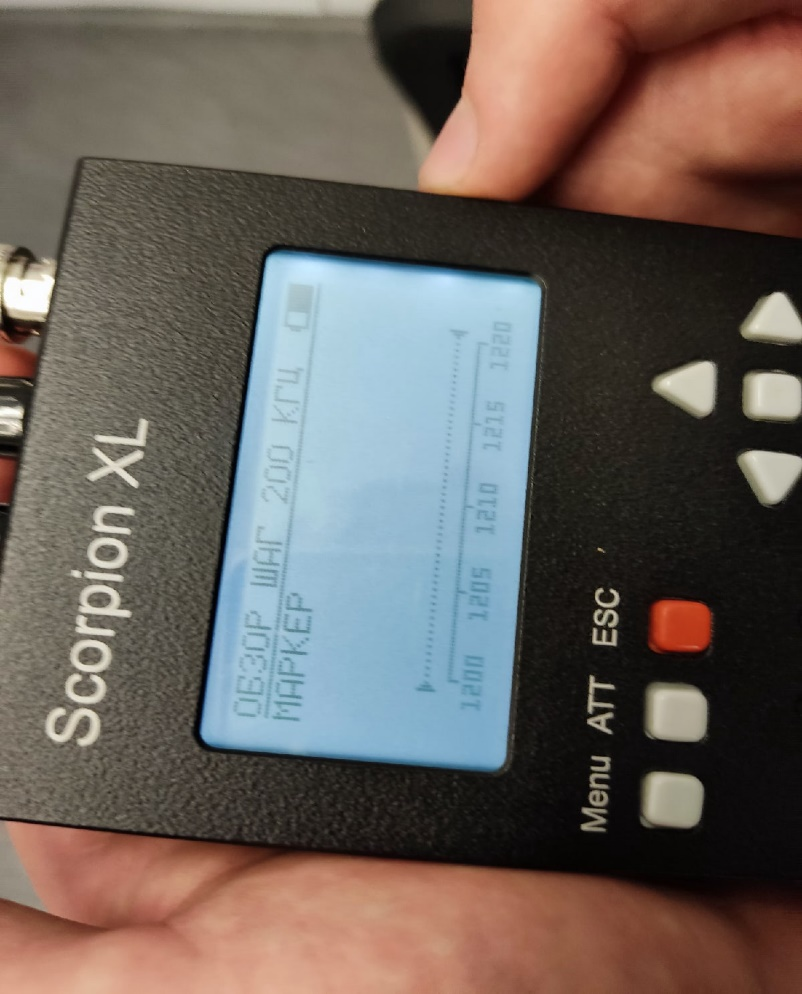 Scorpion XL
ОБЗОР ШАГ 200 КГЦ
МАРКЕР
1200 1205 1210 1215 1220
Menu ATT ESC